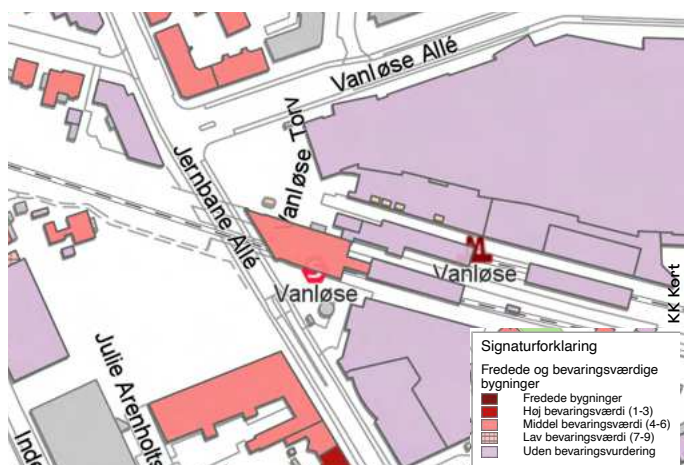 Vanløse Allé
Vanløse Torv
Jernbane Allé
Vanløse
Vanløse
KK Kort
Julie Arenholts
Inde
Signaturforklaring
Fredede og bevaringsværdige
bygninger
Fredede bygninger
Høj bevaringsværdi (1-3)
Middel bevaringsværdi (4-6)
Lav bevaringsværdi (7-9)
Uden bevaringsvurdering